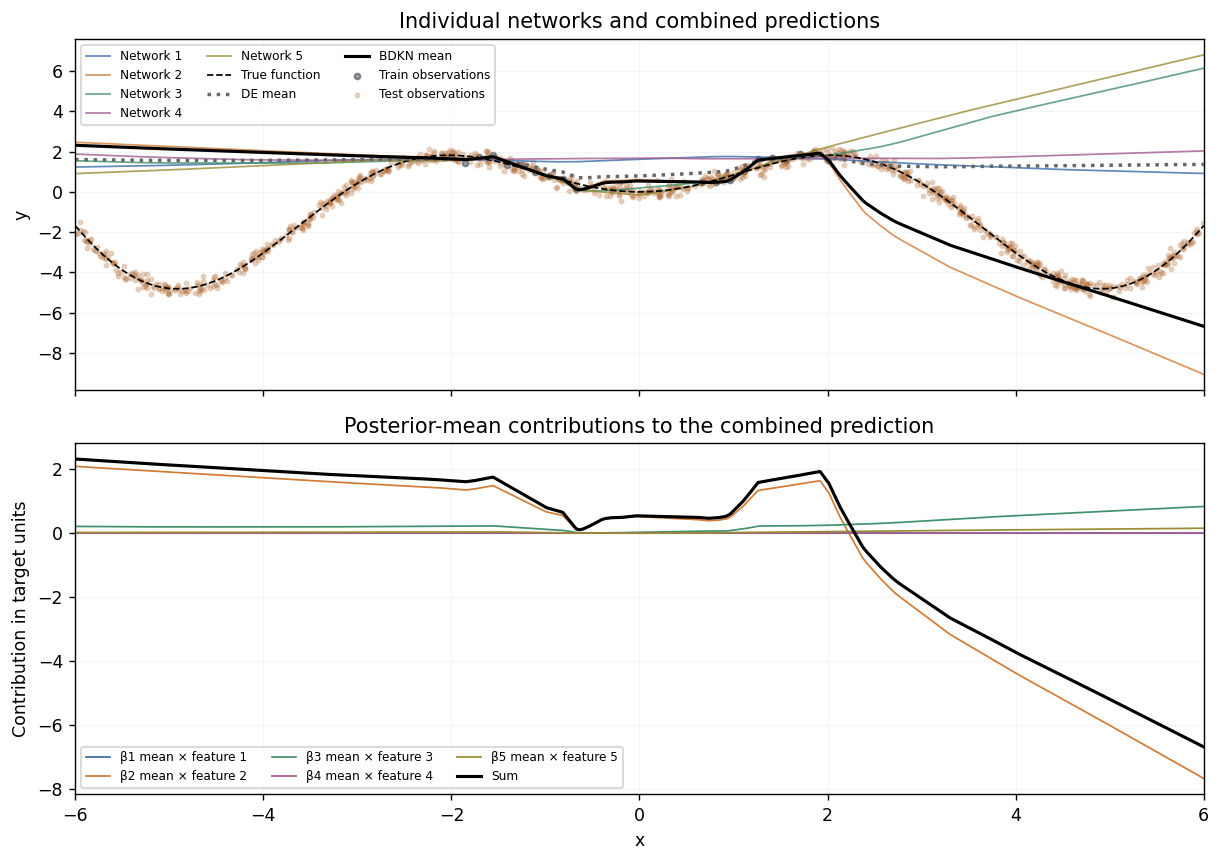 Individual networks and combined predictions
Network 1
Network 2
Network 3
Network 4
Network 5
True function
DE mean
BDKN mean
Train observations
Test observations
6
4
2
0
−2
−4
−6
−8
y
Posterior-mean contributions to the combined prediction
2
0
−2
−4
−6
−8
Contribution in target units
β1 mean × feature 1
β2 mean × feature 2
β3 mean × feature 3
β4 mean × feature 4
β5 mean × feature 5
Sum
−6
−4
−2
0
2
4
6
x